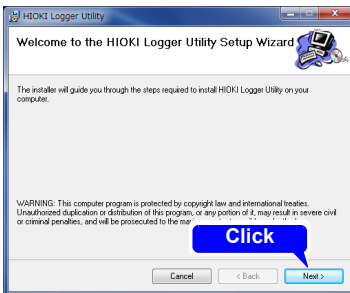 HIOKI Logger Utility
Welcome to the HIOKI Logger Utility Setup Wizard
The installer will guide you through the steps required to install HIOKI Logger Utility on your
computer.
WARNING: This computer program is protected by copyright law and international treaties.
Unauthorized duplication or distribution of this program, or any portion of it, may result in severe civil
or criminal penalties, and will be prosecuted to the
Click
Cancel
< Back
Next >